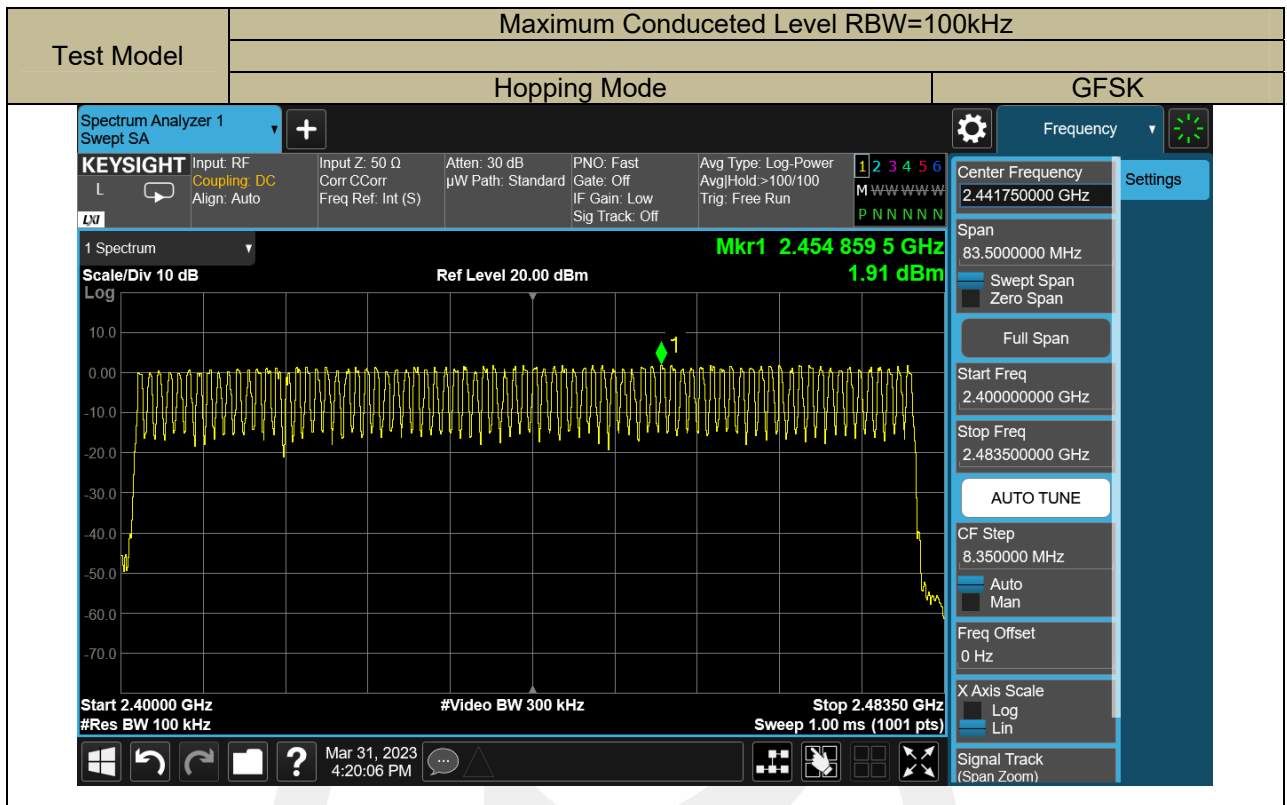 Test Model
Maximum Conduceted Level RBW=100kHz
Hopping Mode
GFSK
Spectrum Analyzer 1
Swept SA
Frequency
KEYSIGHT
L
LXI
Input: RF
Coupling: DC
Align: Auto
Input Z: 50 Ω
Corr CCorr
Freq Ref: Int (S)
Atten: 30 dB
µW Path: Standard
PNO: Fast
Gate: Off
IF Gain: Low
Sig Track: Off
Avg Type: Log-Power
Avg|Hold:>100/100
Trig: Free Run
1 2 3 4 5 6
M W W W W W
P N N N N N
1 Spectrum
Mkr1 2.454 859 5 GHz
Scale/Div 10 dB
Ref Level 20.00 dBm
1.91 dBm
Log
1
10.0
0.00
-10.0
-20.0
-30.0
-40.0
-50.0
-60.0
-70.0
Start 2.40000 GHz
#Video BW 300 kHz
Stop 2.48350 GHz
#Res BW 100 kHz
Sweep 1.00 ms (1001 pts)
?
Mar 31, 2023
4:20:06 PM
Center Frequency
2.441750000 GHz
Settings
Span
83.5000000 MHz
Swept Span
Zero Span
Full Span
Start Freq
2.400000000 GHz
Stop Freq
2.483500000 GHz
AUTO TUNE
CF Step
8.350000 MHz
Auto
Man
Freq Offset
0 Hz
X Axis Scale
Log
Lin
Signal Track
(Span Zoom)